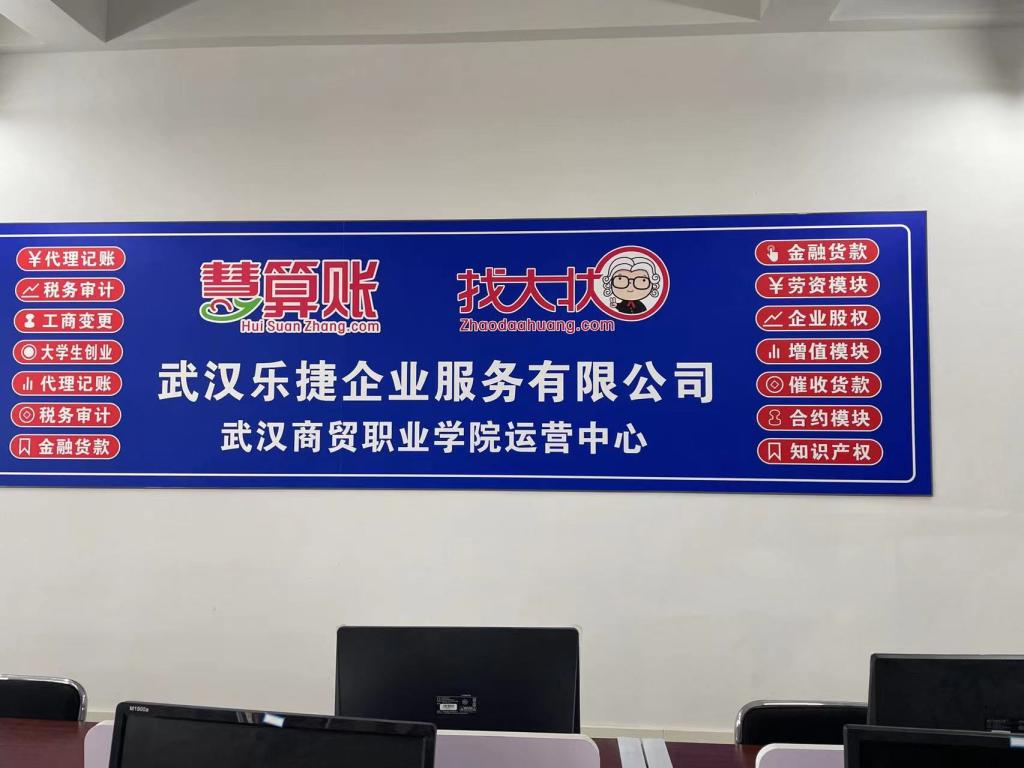 ¥代理记账
税务审计
工商变更
大学生创业
代理记账
税务审计
金融货款
慧算账
Hui Suan Zhang.com
找大状
Zhaodaahuang.com
武汉乐捷企业服务有限公司
武汉商贸职业学院运营中心
金融货款
¥劳资模块
企业股权
增值模块
催收货款
合约模块
知识产权
M1900a